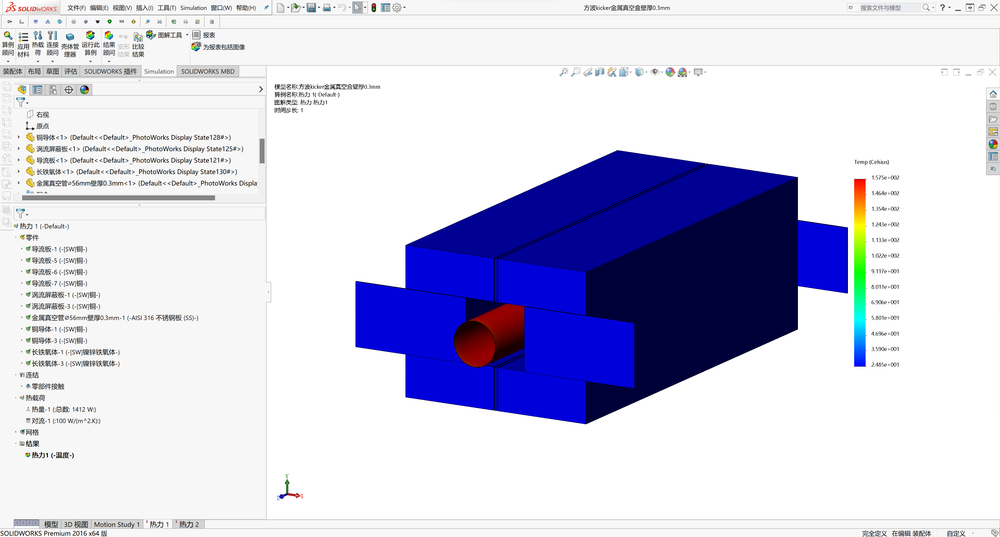 SOLIDWORKS 文件(F) 编辑(E) 视图(V) 插入(I) 工具(T) Simulation 窗口(W) 帮助(H) 方波kicker金属真空盒壁厚0.3mm 搜索文件与模型 ?
算例顾问
应用材料
热载荷
连接顾问
壳体管理器
运行此算例
结果顾问
变形结果
比较结果
图解工具
报表
为报表包括图像
装配体 布局 草图 评估 SOLIDWORKS 插件 Simulation SOLIDWORKS MBD
右视
原点
铜导体<1> (Default<<Default>_PhotoWorks Display State128#>)
涡流屏蔽板<1> (Default<<Default>_PhotoWorks Display State125#>)
导流板<1> (Default<<Default>_PhotoWorks Display State121#>)
长铁氧体<1> (Default<<Default>_PhotoWorks Display State130#>)
金属真空管⌀56mm壁厚0.3mm<1> (Default<<Default>_PhotoWorks Displa
热力 1 (-Default-)
零件
导流板-1 (-[SW]铜-)
导流板-5 (-[SW]铜-)
导流板-6 (-[SW]铜-)
导流板-7 (-[SW]铜-)
涡流屏蔽板-1 (-[SW]铜-)
涡流屏蔽板-3 (-[SW]铜-)
金属真空管∅56mm壁厚0.3mm-1 (-AISI 316 不锈钢板 (SS)-)
铜导体-1 (-[SW]铜-)
铜导体-3 (-[SW]铜-)
长铁氧体-1 (-[SW]镍锌铁氧体-)
长铁氧体-3 (-[SW]镍锌铁氧体-)
连结
零部件接触
热载荷
热量-1 (:总数: 1412 W:)
对流-1 (:100 W/(m^2.K):)
网格
结果
热力1 (-温度-)
模型名称:方波kicker金属真空盒壁厚0.3mm
算例名称:热力 1(-Default-)
图解类型: 热力 热力1
时间步长: 1
Temp (Celsius)
1.575e+002
1.464e+002
1.354e+002
1.243e+002
1.133e+002
1.022e+002
9.117e+001
8.011e+001
6.906e+001
5.801e+001
4.696e+001
3.590e+001
2.485e+001
Y
Z
X
模型 3D 视图 Motion Study 1 热力 1 热力 2
SOLIDWORKS Premium 2016 x64 版 完全定义 在编辑 装配体 自定义